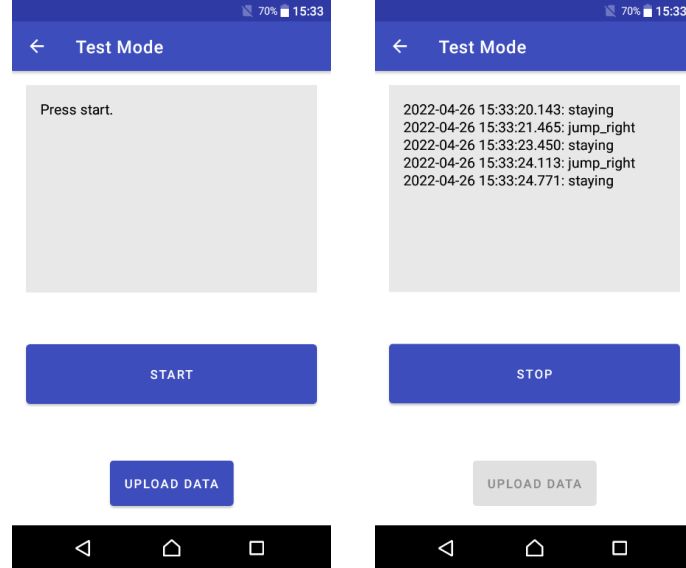 70% 15:33
Test Mode
Press start.
START
UPLOAD DATA
70% 15:33
Test Mode
2022-04-26 15:33:20.143: staying
2022-04-26 15:33:21.465: jump_right
2022-04-26 15:33:23.450: staying
2022-04-26 15:33:24.113: jump_right
2022-04-26 15:33:24.771: staying
STOP
UPLOAD DATA